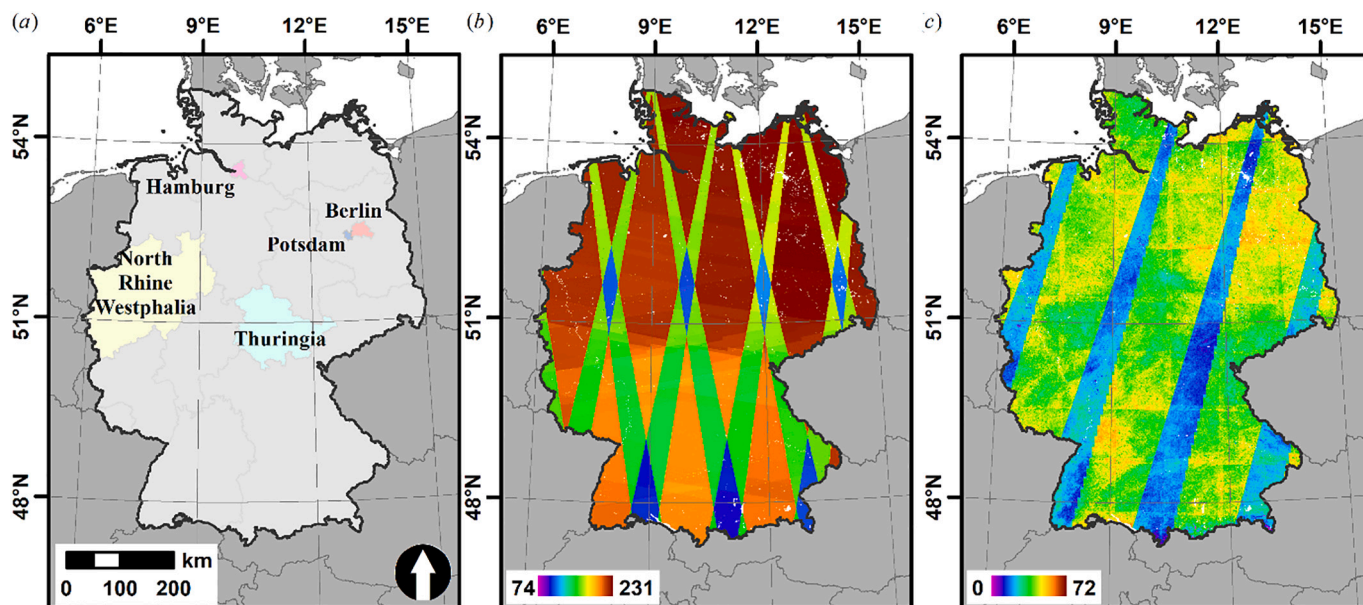 (a) 6°E 9°E 12°E 15°E
54°N
51°N
48°N
Hamburg
Berlin
Potsdam
North
Rhine
Westphalia
Thuringia
km
0 100 200
(b) 6°E 9°E 12°E 15°E
54°N
51°N
48°N
74 231
(c) 6°E 9°E 12°E 15°E
54°N
51°N
48°N
0 72